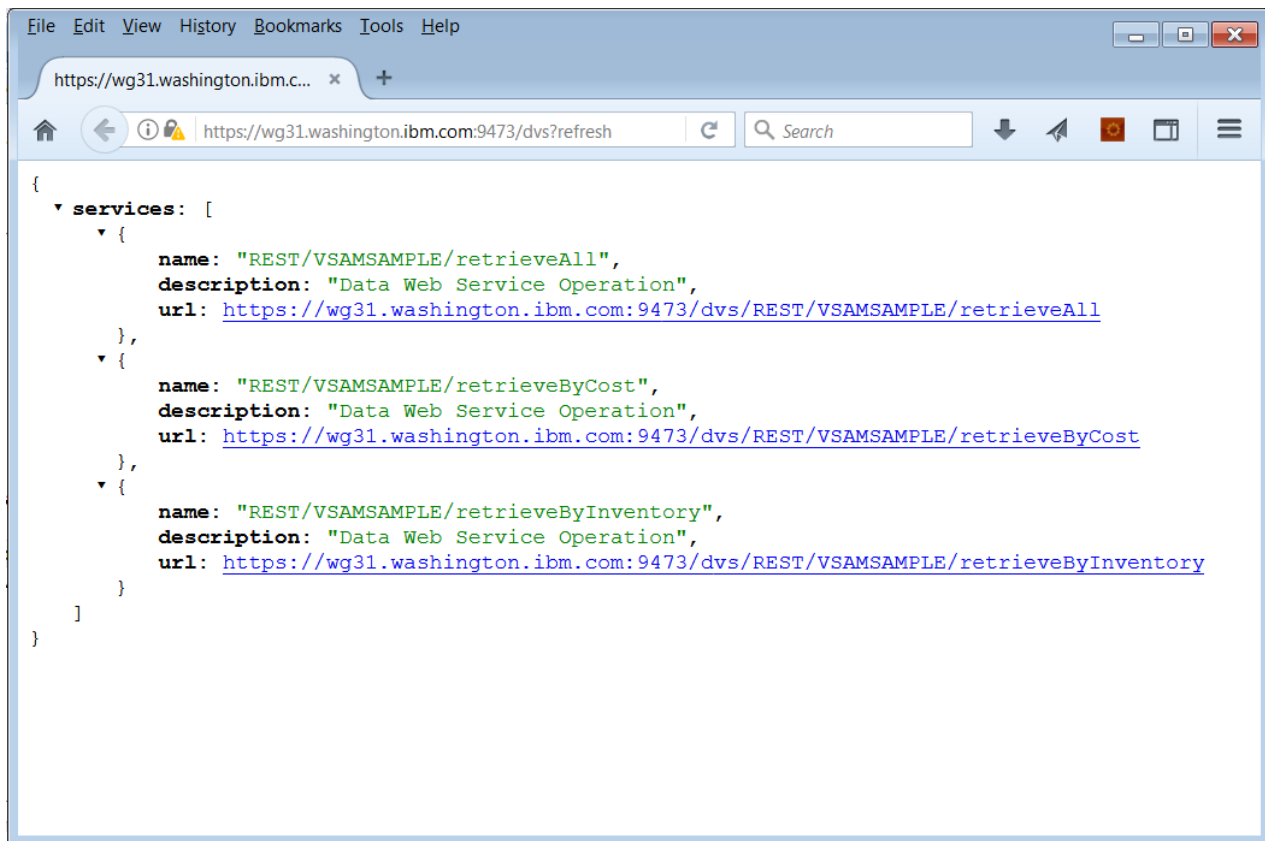 File Edit View History Bookmarks Tools Help
https://wg31.washington.ibm.c... × +
https://wg31.washington.ibm.com:9473/dvs?refresh Search
{
services: [
{
name: "REST/VSAMSAMPLE/retrieveAll",
description: "Data Web Service Operation",
url: https://wg31.washington.ibm.com:9473/dvs/REST/VSAMSAMPLE/retrieveAll
},
{
name: "REST/VSAMSAMPLE/retrieveByCost",
description: "Data Web Service Operation",
url: https://wg31.washington.ibm.com:9473/dvs/REST/VSAMSAMPLE/retrieveByCost
},
{
name: "REST/VSAMSAMPLE/retrieveByInventory",
description: "Data Web Service Operation",
url: https://wg31.washington.ibm.com:9473/dvs/REST/VSAMSAMPLE/retrieveByInventory
}
]
}